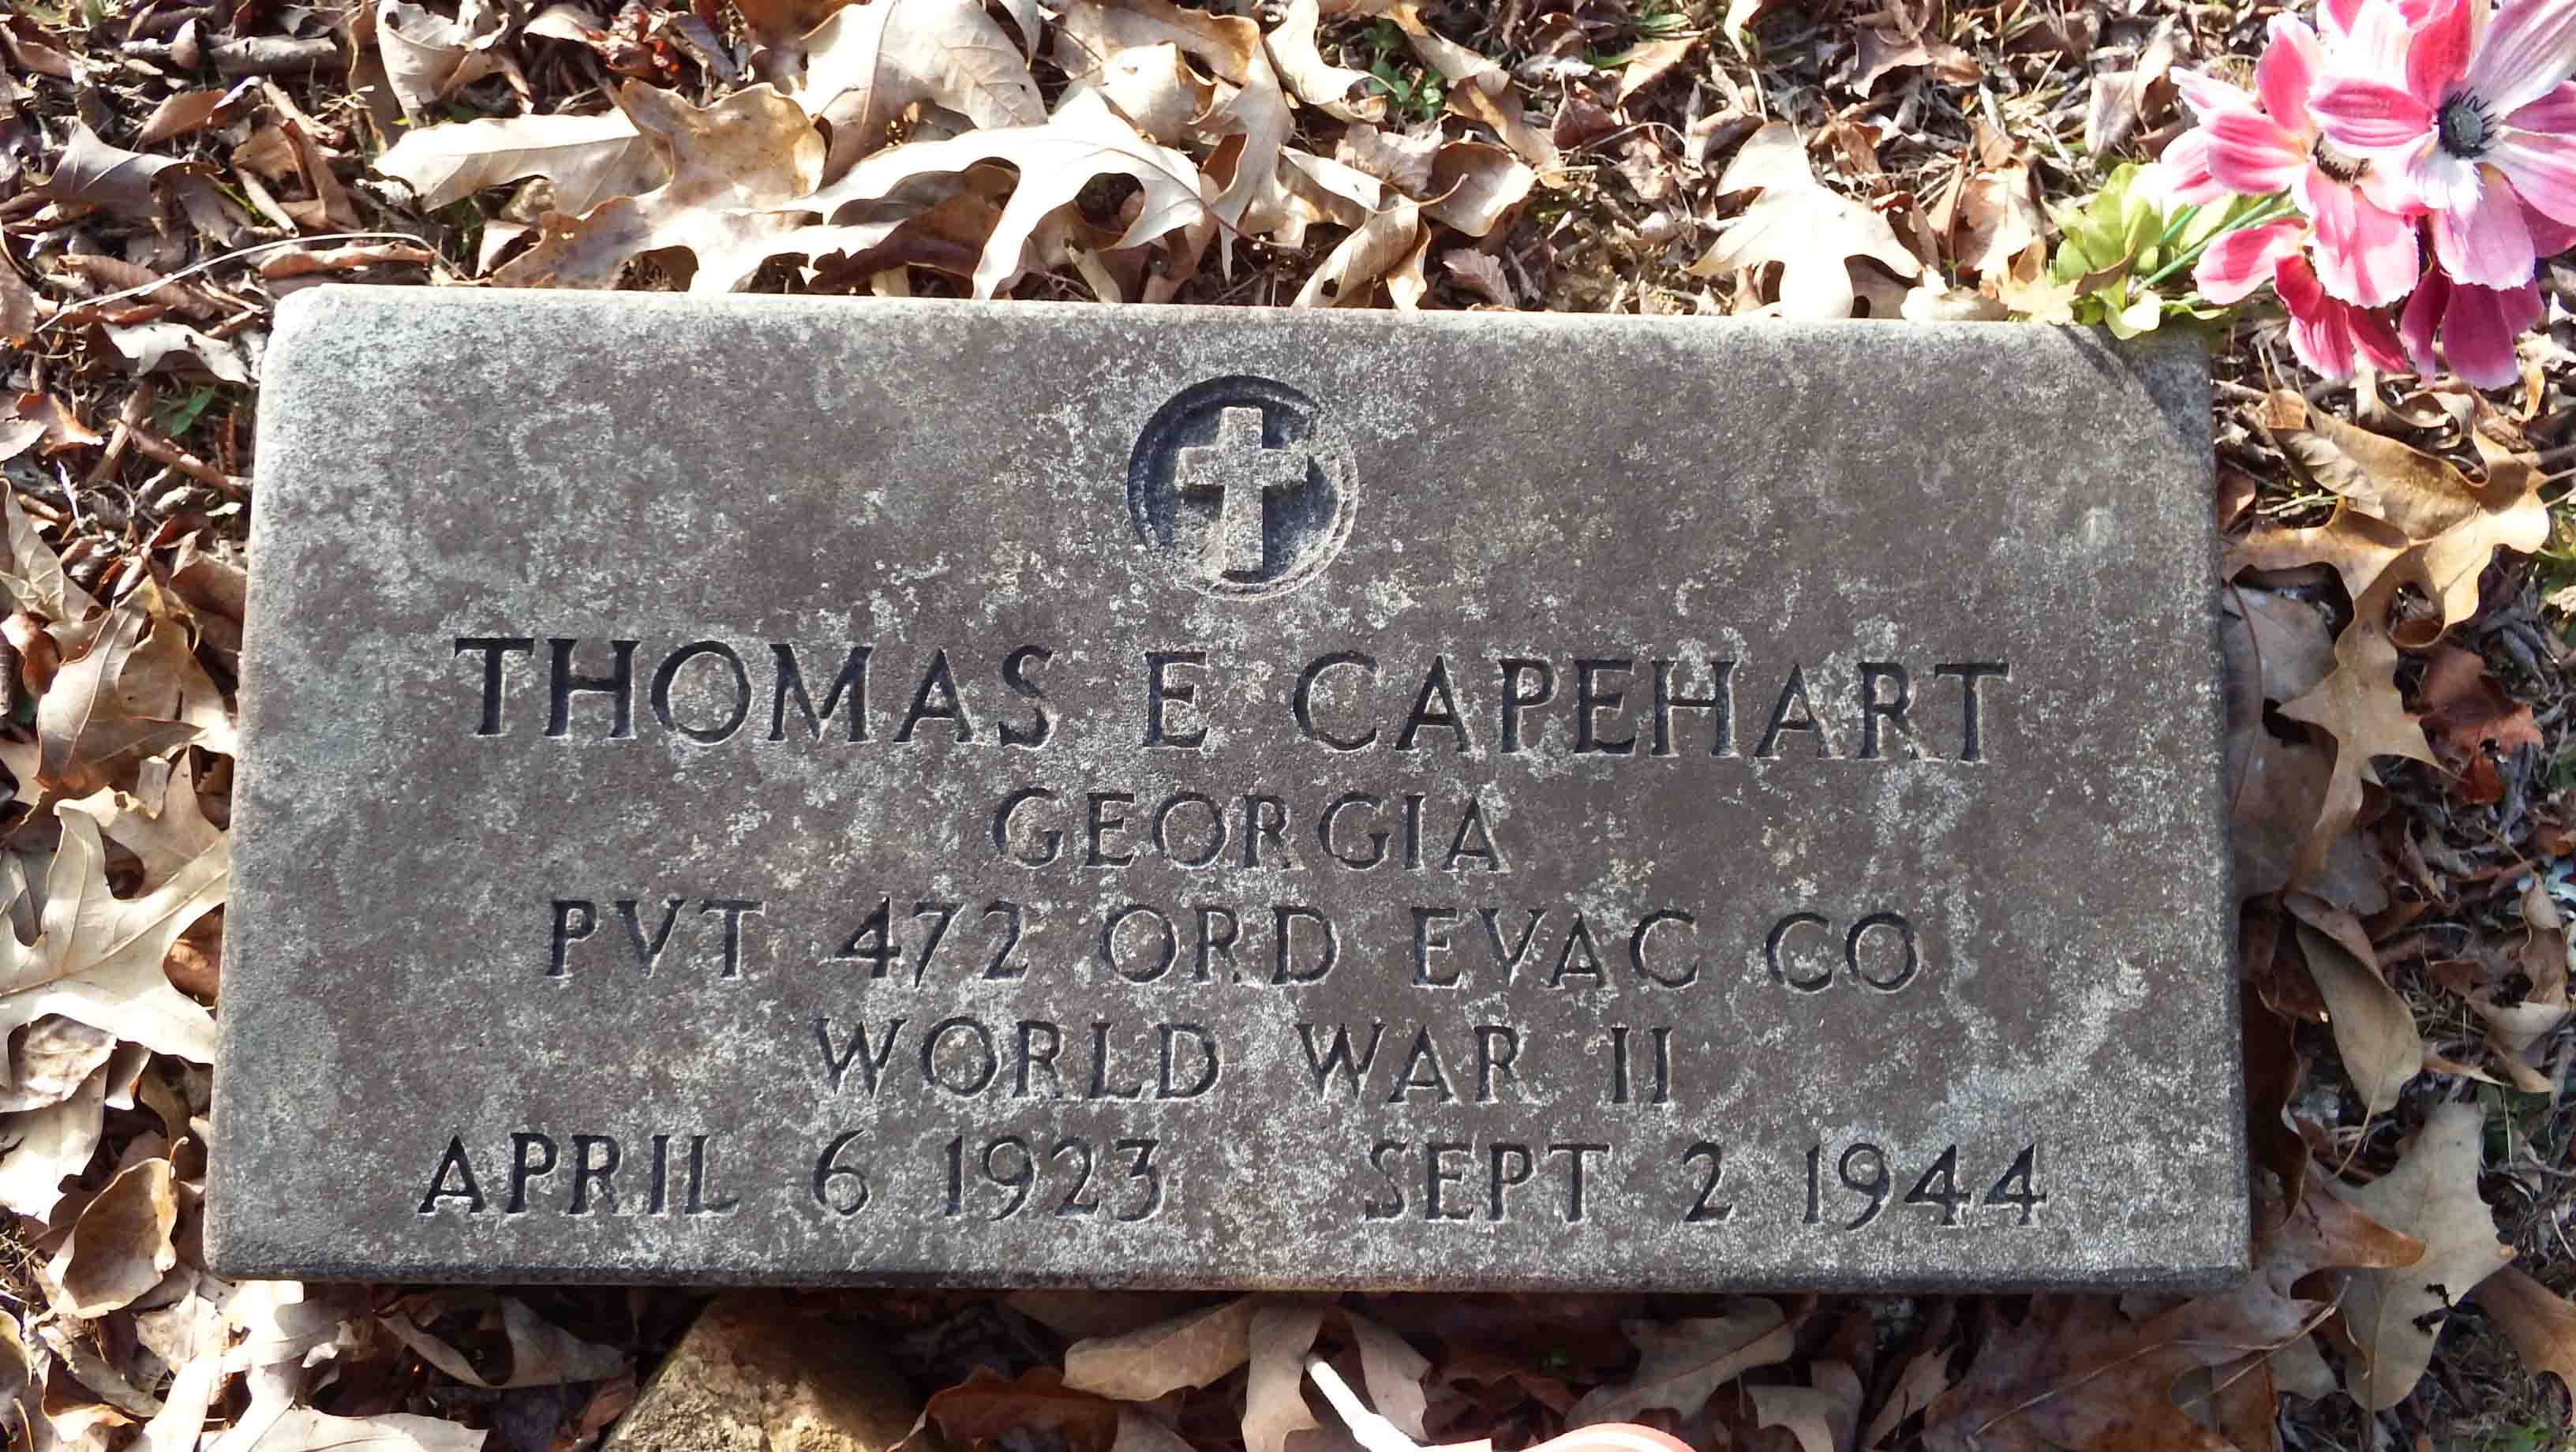 THOMAS E CAPEHART
GEORGIA
PVT 472 ORD EVAC CO
WORLD WAR II
APRIL 6 1923 SEPT 2 1944